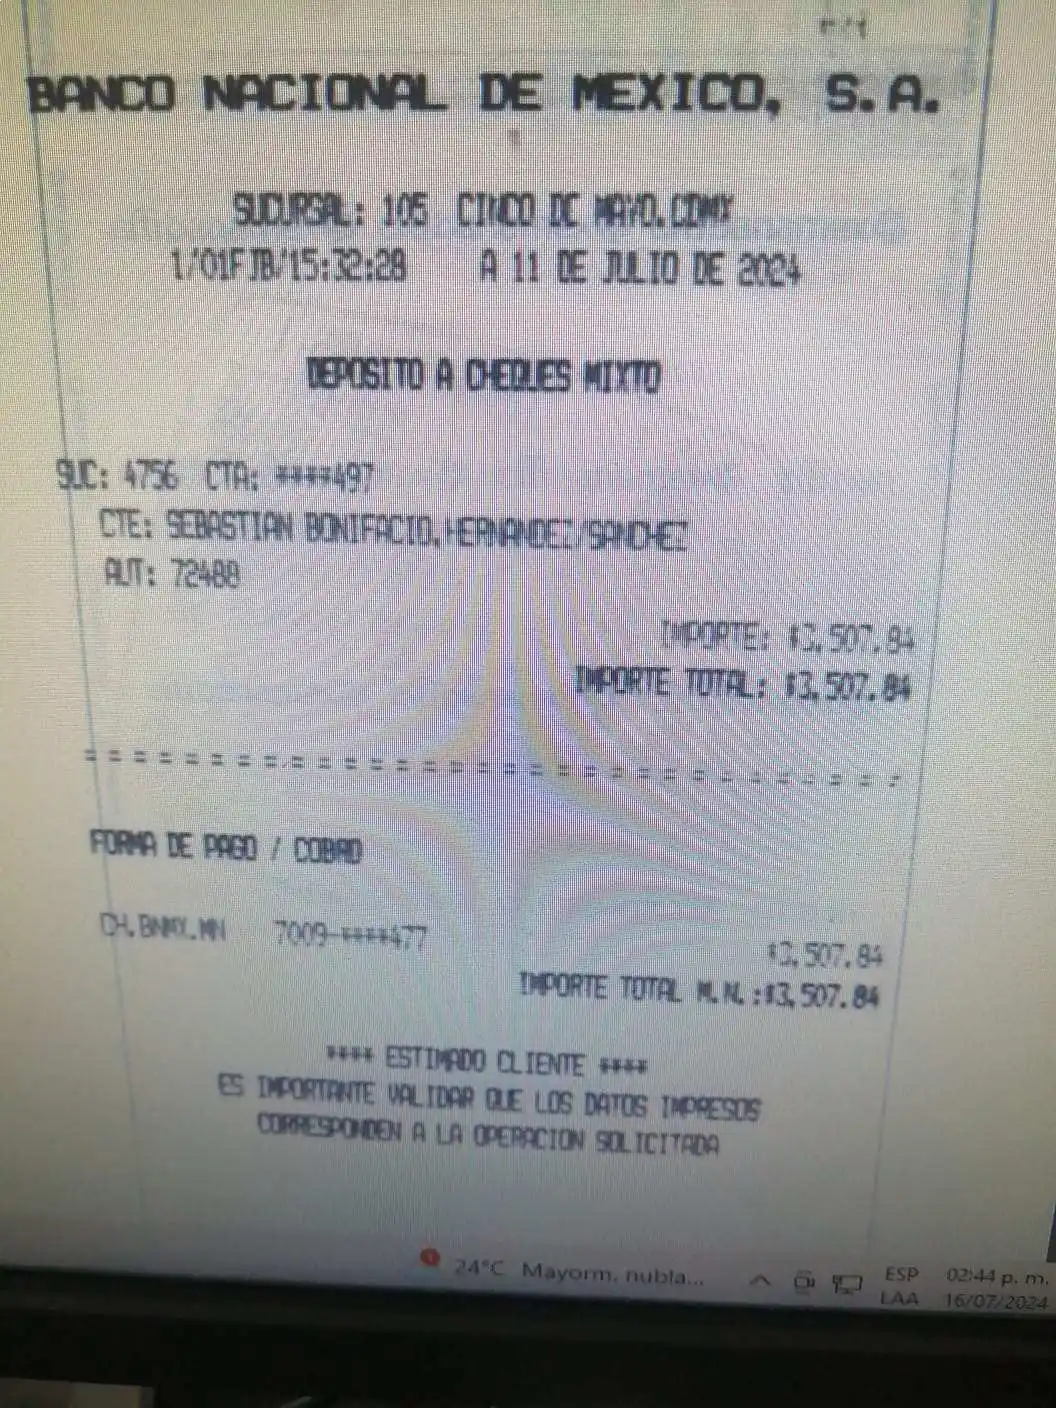 BANCO NACIONAL DE MEXICO, S.A.
SUCURSAL: 105 CINCO DE MAYO,CDMX
1/01FJB/15:32:28 A 11 DE JULIO DE 2024
DEPOSITO A CHEQUES MIXTO
SUC: 4756 CTA: ****497
CTE: SEBASTIAN BONIFACIO,HERNANDEZ/SANCHEZ
AUT:
IMPORTE: $3,507.84
IMPORTE TOTAL: $3,507.84
=================================
FORMA DE PAGO / COBRO
CH.BNMX.MN 7009-****477
$3,507.84
IMPORTE TOTAL M.N.:$3,507.84
**** ESTIMADO CLIENTE ****
ES IMPORTANTE VALIDAR QUE LOS DATOS IMPRESOS
CORRESPONDEN A LA OPERACION SOLICITADA
24°C Mayorm. nubla...
ESP
LAA
02:44 p. m.
16/07/2024